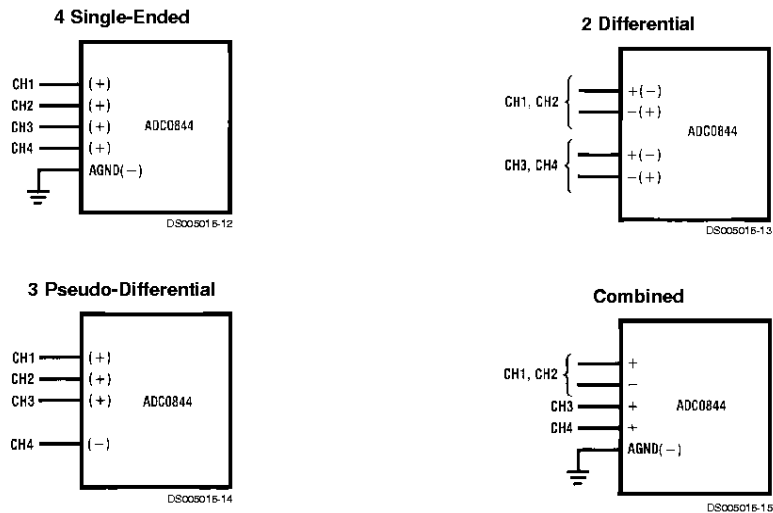 4 Single-Ended
CH1 (+)
CH2 (+)
CH3 (+) ADC0844
CH4 (+)
AGND(−)
DS005016-12
2 Differential
CH1, CH2 +(−)
−(+)
ADC0844
CH3, CH4 +(−)
−(+)
DS005016-13
3 Pseudo-Differential
CH1 (+)
CH2 (+)
CH3 (+) ADC0844
CH4 (−)
DS005016-14
Combined
CH1, CH2 +
−
CH3 + ADC0844
CH4 +
AGND(−)
DS005016-15